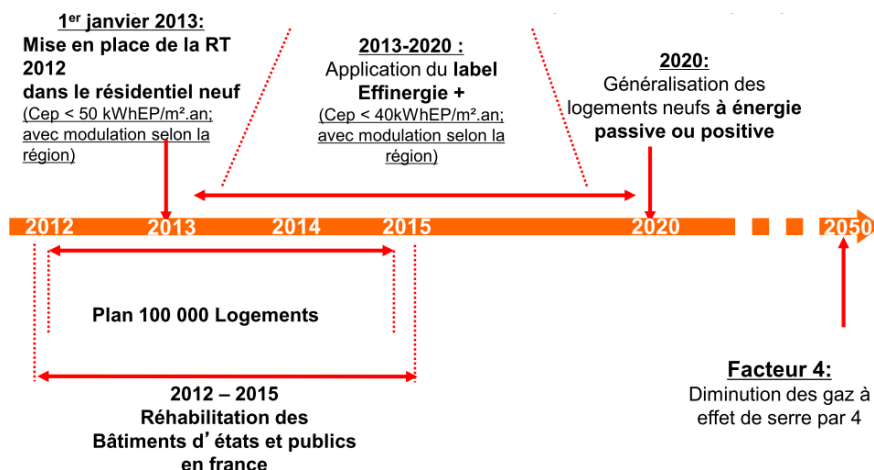 1er janvier 2013:
Mise en place de la RT
2012
dans le résidentiel neuf
(Cep < 50 kWhEP/m².an;
avec modulation selon la
région)
2013-2020 :
Application du label
Effinergie +
(Cep < 40kWhEP/m².an;
avec modulation selon la
région)
2020:
Généralisation des
logements neufs à énergie
passive ou positive
2012 2013 2014 2015 2020 2050
Plan 100 000 Logements
2012 – 2015
Réhabilitation des
Bâtiments d’ états et publics
en france
Facteur 4:
Diminution des gaz à
effet de serre par 4